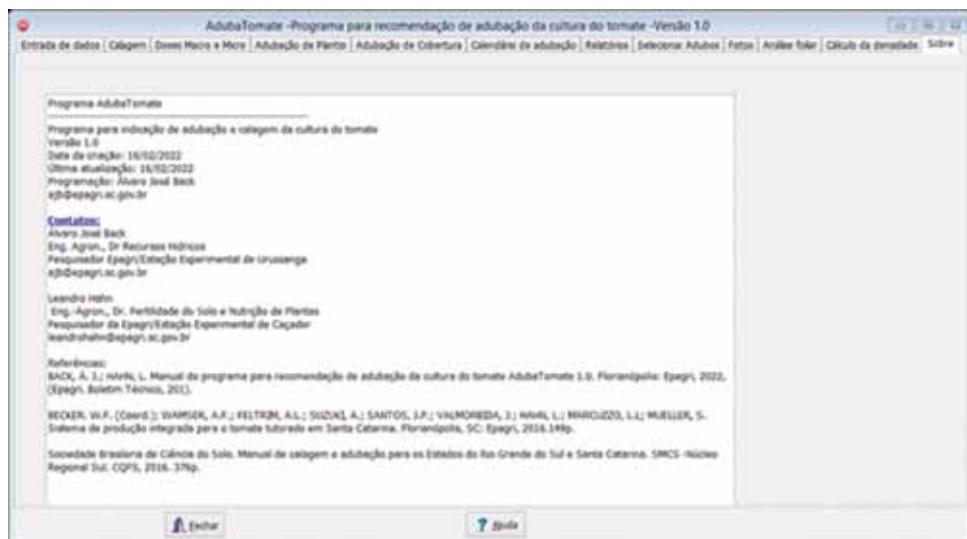 AdubaTomate -Programa para recomendação de adubação da cultura do tomate -Versão 1.0
Entrada de dados | Calagem | Doses Macro e Micro | Adubação de Plantio | Adubação de Cobertura | Calendário de adubação | Relatórios | Selecionar Adubos | Fotos | Análise foliar | Cálculo da densidade | Sobre
Programa AdubaTomate
Programa para indicação de adubação e calagem da cultura do tomate
Versão 1.0
Data da criação: 16/02/2022
Última atualização: 16/02/2022
Programação: Álvaro José Back
ajb@epagri.sc.gov.br
Contatos:
Álvaro José Back
Eng. Agron., Dr Recursos Hídricos
Pesquisador Epagri/Estação Experimental de Urussanga
ajb@epagri.sc.gov.br
Leandro Hahn
Eng.-Agron., Dr. Fertilidade do Solo e Nutrição de Plantas
Pesquisador da Epagri/Estação Experimental de Caçador
leandrohahn@epagri.sc.gov.br
Referências:
BACK, Á. J.; HAHN, L. Manual do programa para recomendação de adubação da cultura do tomate AdubaTomate 1.0. Florianópolis: Epagri, 2022,
(Epagri. Boletim Técnico, 201).
BECKER. W.F. (Coord.); WAMSER, A.F.; FELTRIM, A.L.; SUZUKI, A.; SANTOS, J.P.; VALMORBIDA, J.; HAHN, L.; MARCUZZO, L.L; MUELLER, S.
Sistema de produção integrada para o tomate tutorado em Santa Catarina. Florianópolis, SC: Epagri, 2016.149p.
Sociedade Brasileira de Ciência do Solo. Manual de calagem e adubação para os Estados do Rio Grande do Sul e Santa Catarina. SBCS -Núcleo
Regional Sul. CQFS, 2016. 376p.
Fechar
Ajuda